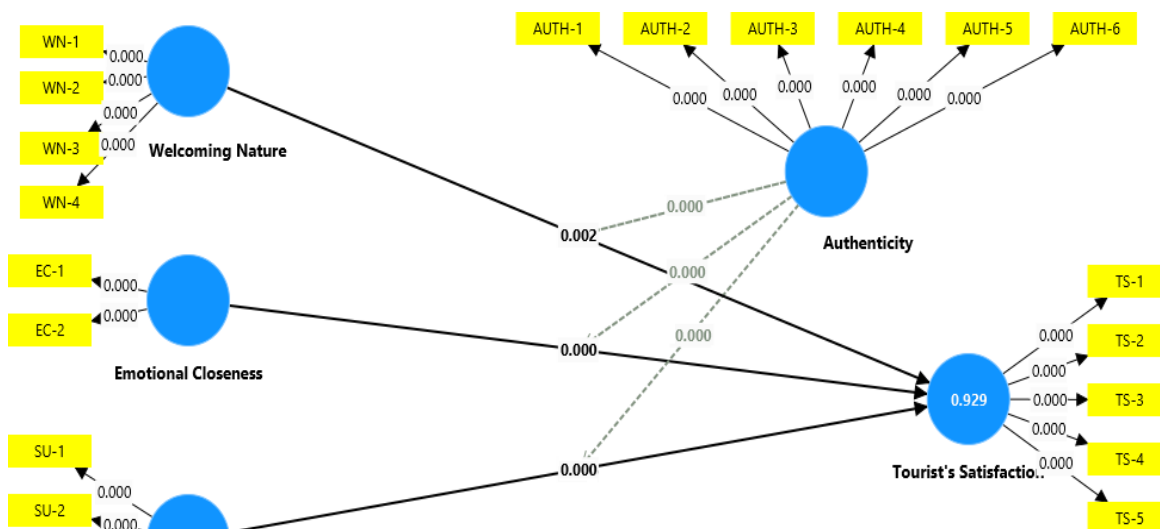 WN-1
0.000
WN-2
0.000
WN-3
0.000
WN-4
0.000
Welcoming Nature
AUTH-1
AUTH-2
AUTH-3
AUTH-4
AUTH-5
AUTH-6
0.000
0.000
0.000
0.000
0.000
0.000
Authenticity
0.000
0.002
0.000
0.000
EC-1
0.000
EC-2
0.000
Emotional Closeness
0.000
SU-1
0.000
SU-2
0.000
0.000
0.929
Tourist's Satisfaction
TS-1
0.000
TS-2
0.000
TS-3
0.000
TS-4
0.000
TS-5
0.000